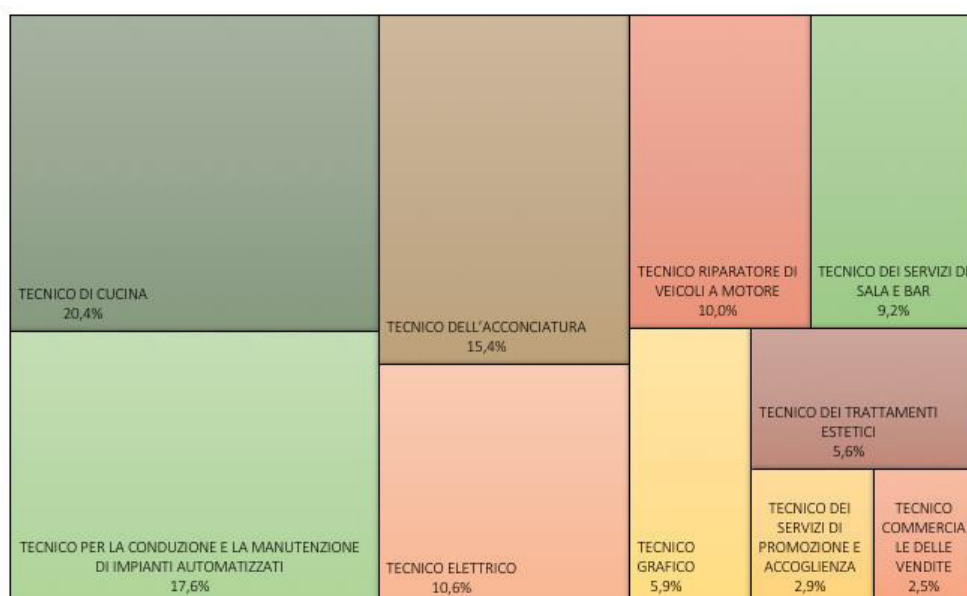 TECNICO DI CUCINA
20,4%
TECNICO PER LA CONDUZIONE E LA MANUTENZIONE
DI IMPIANTI AUTOMATIZZATI
17,6%
TECNICO DELL'ACCONCIATURA
15,4%
TECNICO ELETTRICO
10,6%
TECNICO RIPARATORE DI
VEICOLI A MOTORE
10,0%
TECNICO DEI SERVIZI DI
SALA E BAR
9,2%
TECNICO
GRAFICO
5,9%
TECNICO DEI TRATTAMENTI
ESTETICI
5,6%
TECNICO DEI
SERVIZI DI
PROMOZIONE E
ACCOGLIENZA
2,9%
TECNICO
COMMERCIA
LE DELLE
VENDITE
2,5%